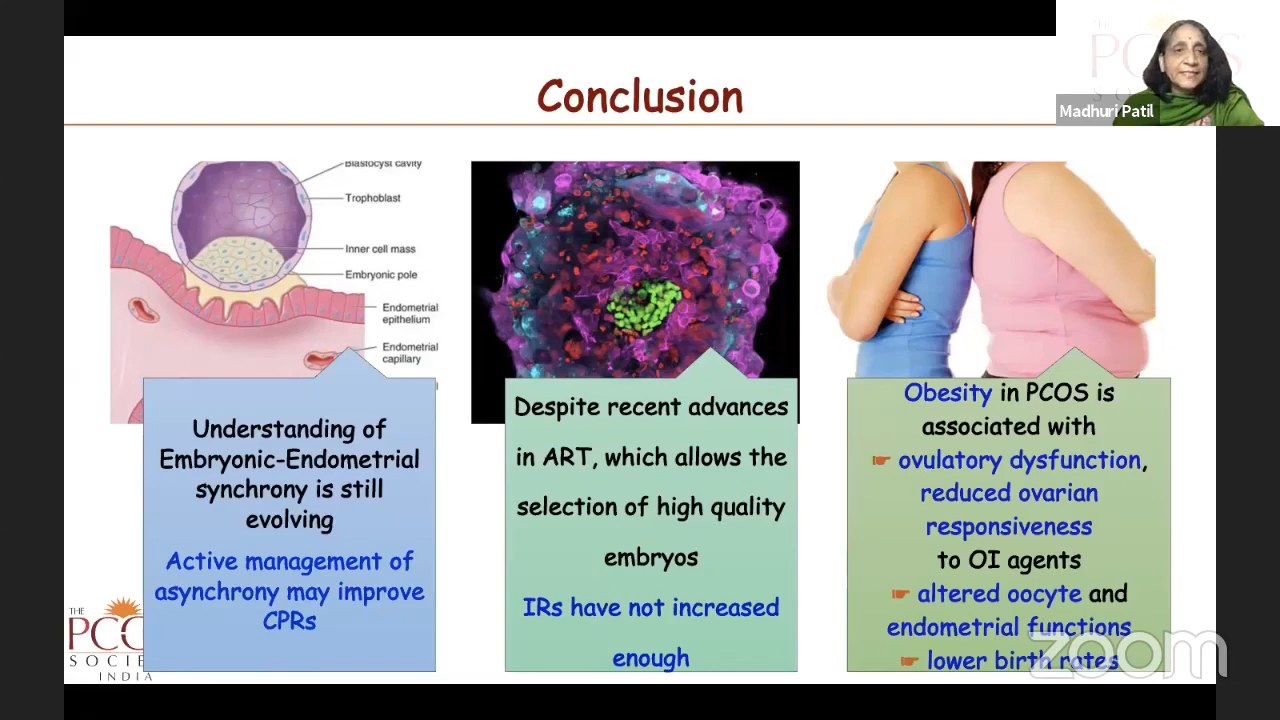 Conclusion
Madhuri Patil
Blastocyst cavity
Trophoblast
Inner cell mass
Embryonic pole
Endometrial
epithelium
Endometrial
capillary
Understanding of
Embryonic-Endometrial
synchrony is still
evolving
Active management of
asynchrony may improve
CPRs
Despite recent advances
in ART, which allows the
selection of high quality
embryos
IRs have not increased
enough
Obesity in PCOS is
associated with
☛ ovulatory dysfunction,
reduced ovarian
responsiveness
to OI agents
☛ altered oocyte and
endometrial functions
☛ lower birth rates
THE
PCO
SOCIE
INDIA
zoom